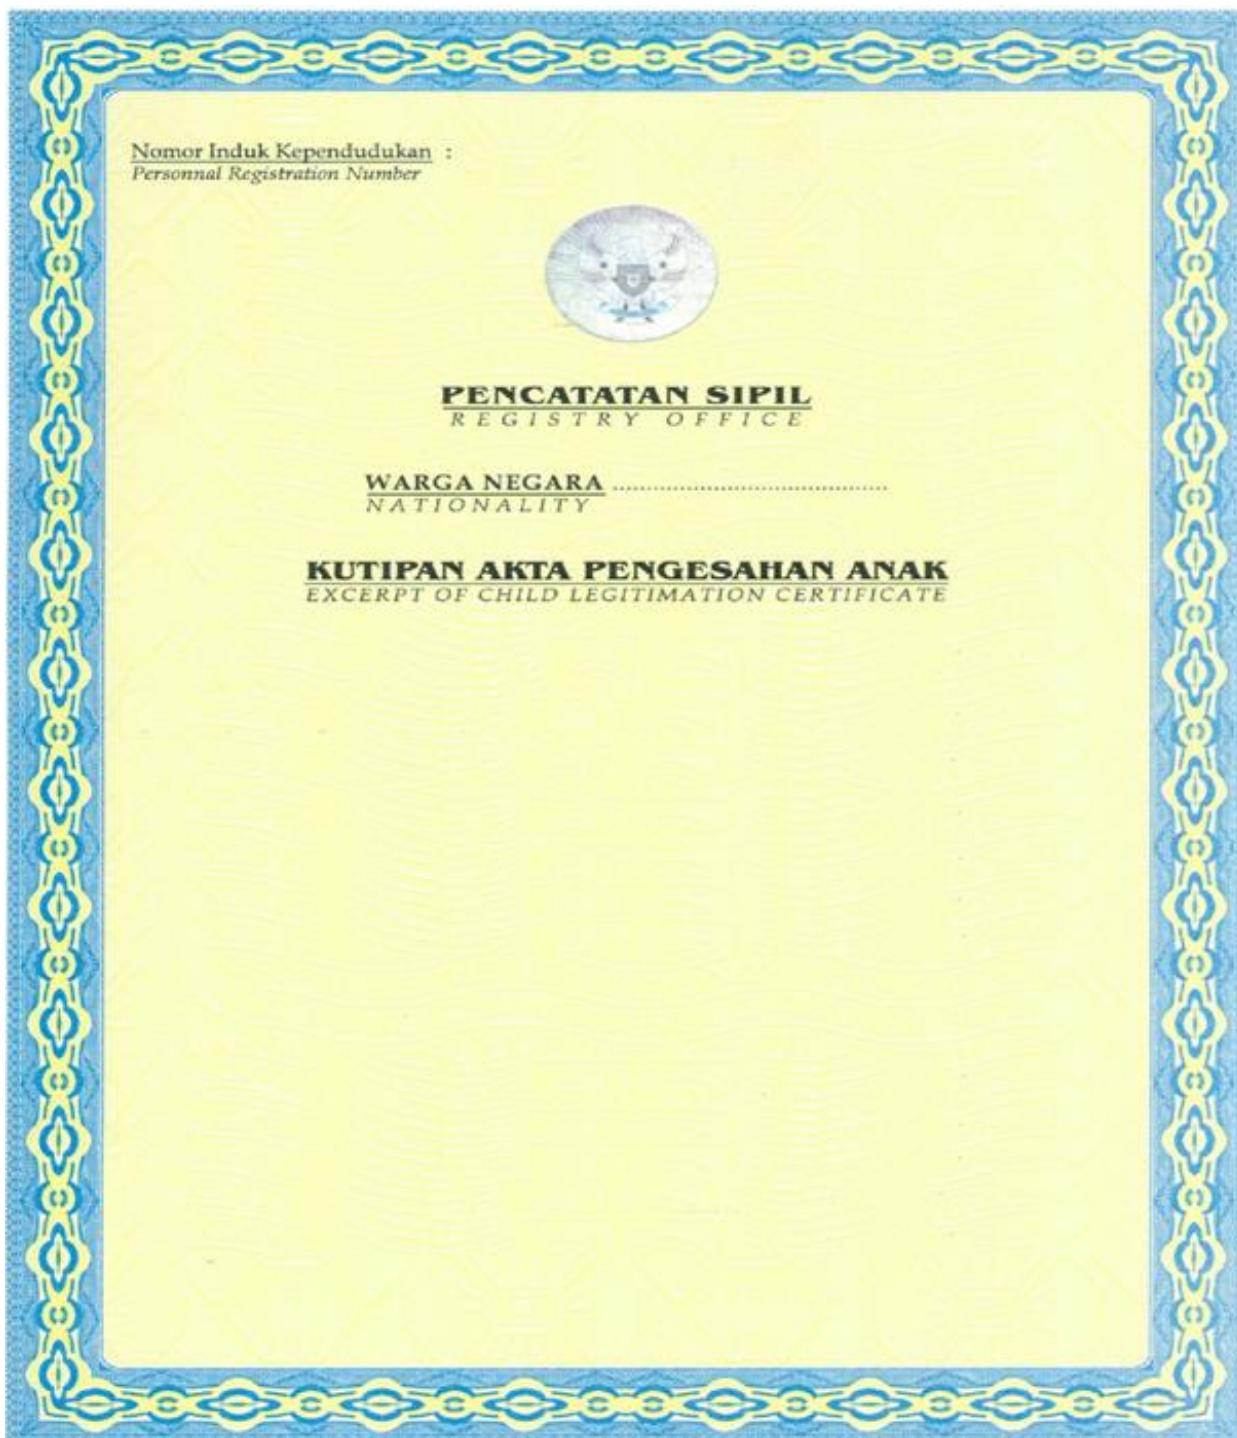 Nomor Induk Kependudukan :
Personnal Registration Number
PENCATATAN SIPIL
REGISTRY OFFICE
WARGA NEGARA ........................................
NATIONALITY
KUTIPAN AKTA PENGESAHAN ANAK
EXCERPT OF CHILD LEGITIMATION CERTIFICATE